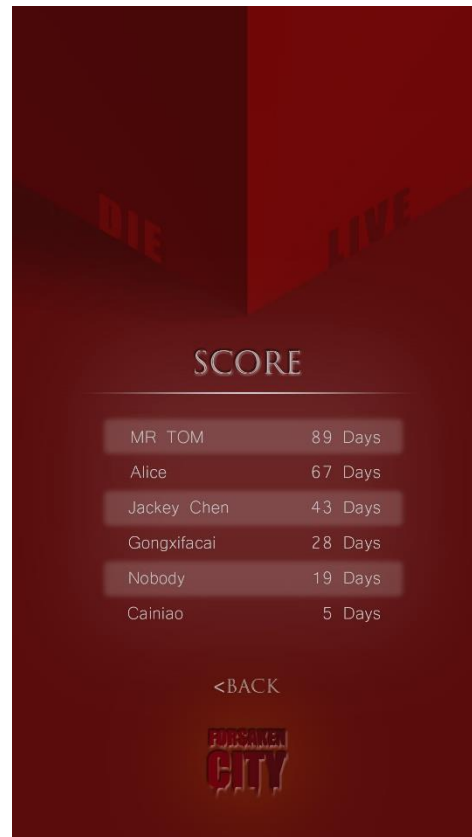 DIE
LIVE
SCORE
MR TOM 89 Days
Alice 67 Days
Jackey Chen 43 Days
Gongxifacai 28 Days
Nobody 19 Days
Cainiao 5 Days
<BACK
FORSAKEN
CITY